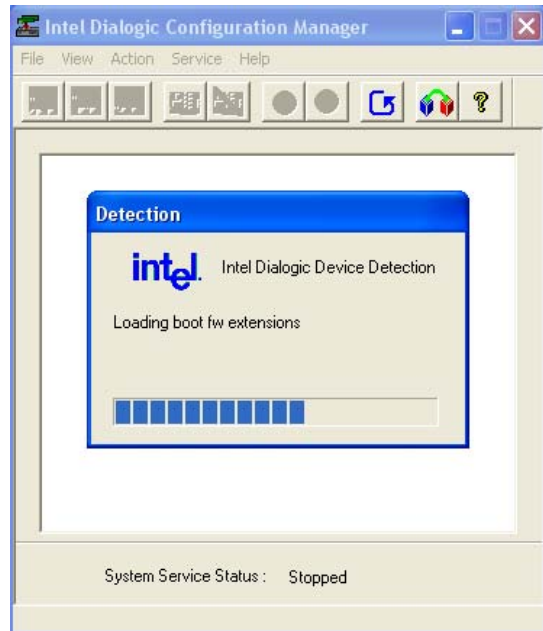 Intel Dialogic Configuration Manager
File View Action Service Help
Detection
intel. Intel Dialogic Device Detection
Loading boot fw extensions
System Service Status : Stopped